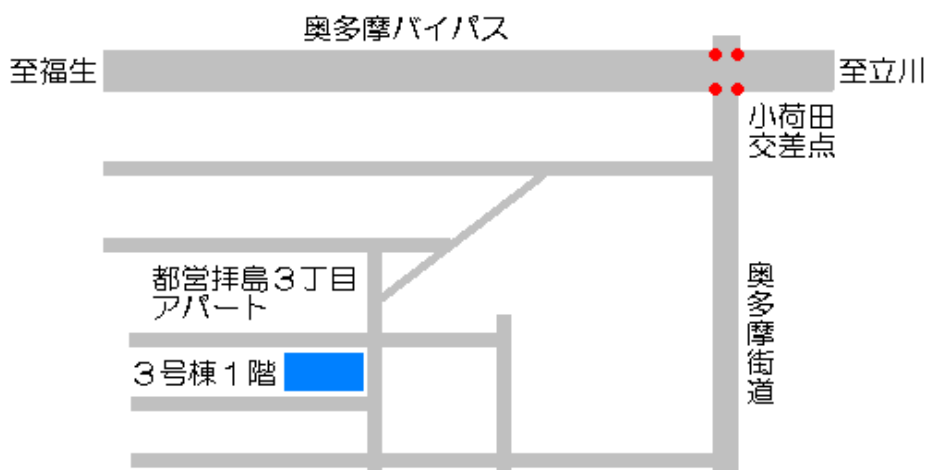 奥多摩バイパス
至福生
至立川
小荷田
交差点
都営拝島３丁目
アパート
奥多摩街道
３号棟１階